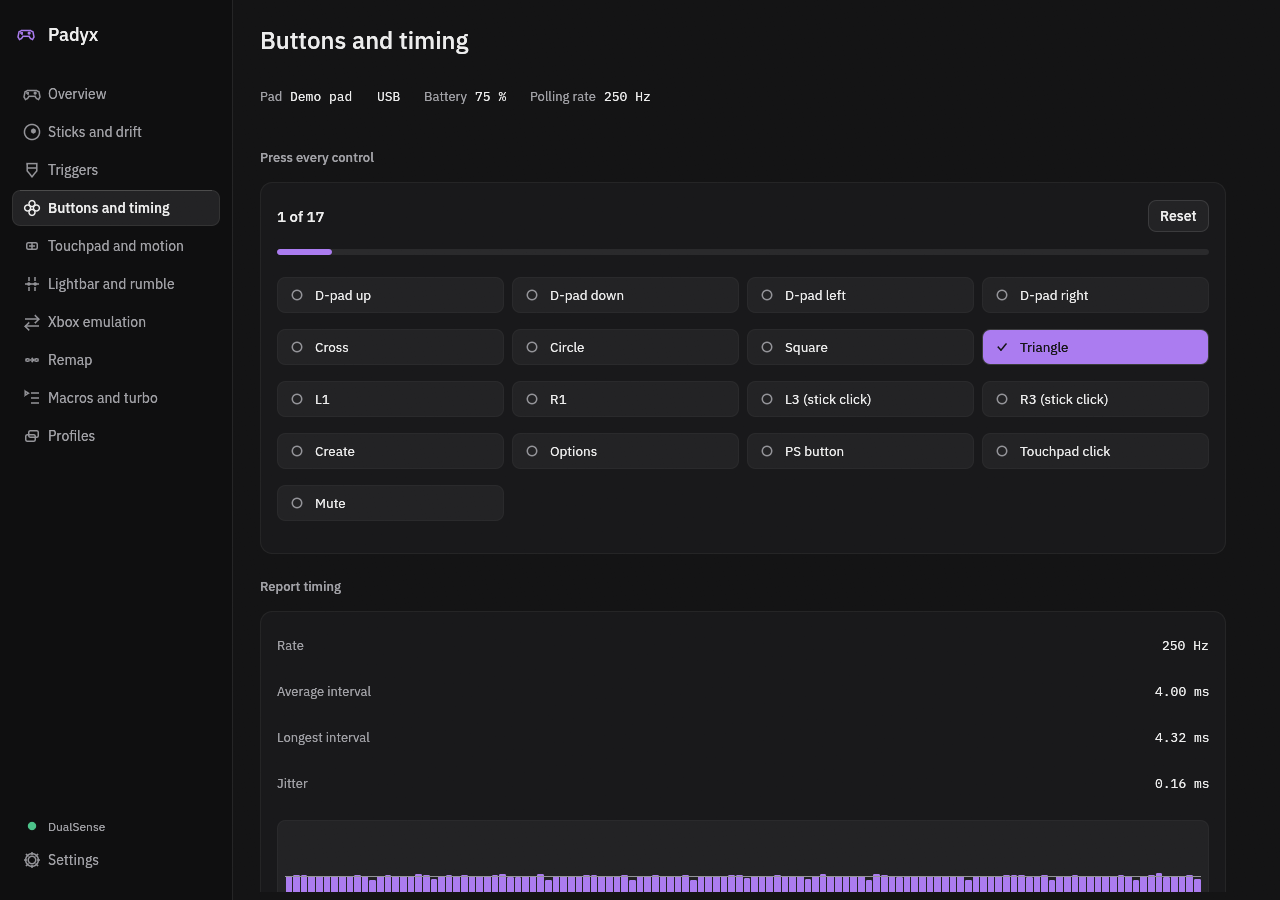 Padyx
Overview
Sticks and drift
Triggers
Buttons and timing
Touchpad and motion
Lightbar and rumble
Xbox emulation
Remap
Macros and turbo
Profiles
DualSense
Settings
Buttons and timing
Pad Demo pad USB Battery 75 % Polling rate 250 Hz
Press every control
1 of 17 Reset
D-pad up D-pad down D-pad left D-pad right
Cross Circle Square Triangle
L1 R1 L3 (stick click) R3 (stick click)
Create Options PS button Touchpad click
Mute
Report timing
Rate 250 Hz
Average interval 4.00 ms
Longest interval 4.32 ms
Jitter 0.16 ms